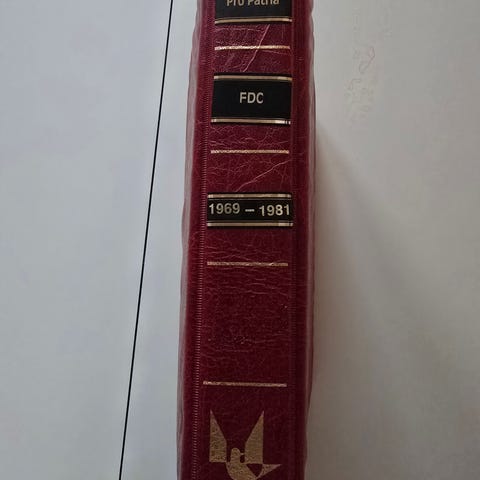 Pro Patria
FDC
1969 – 1981